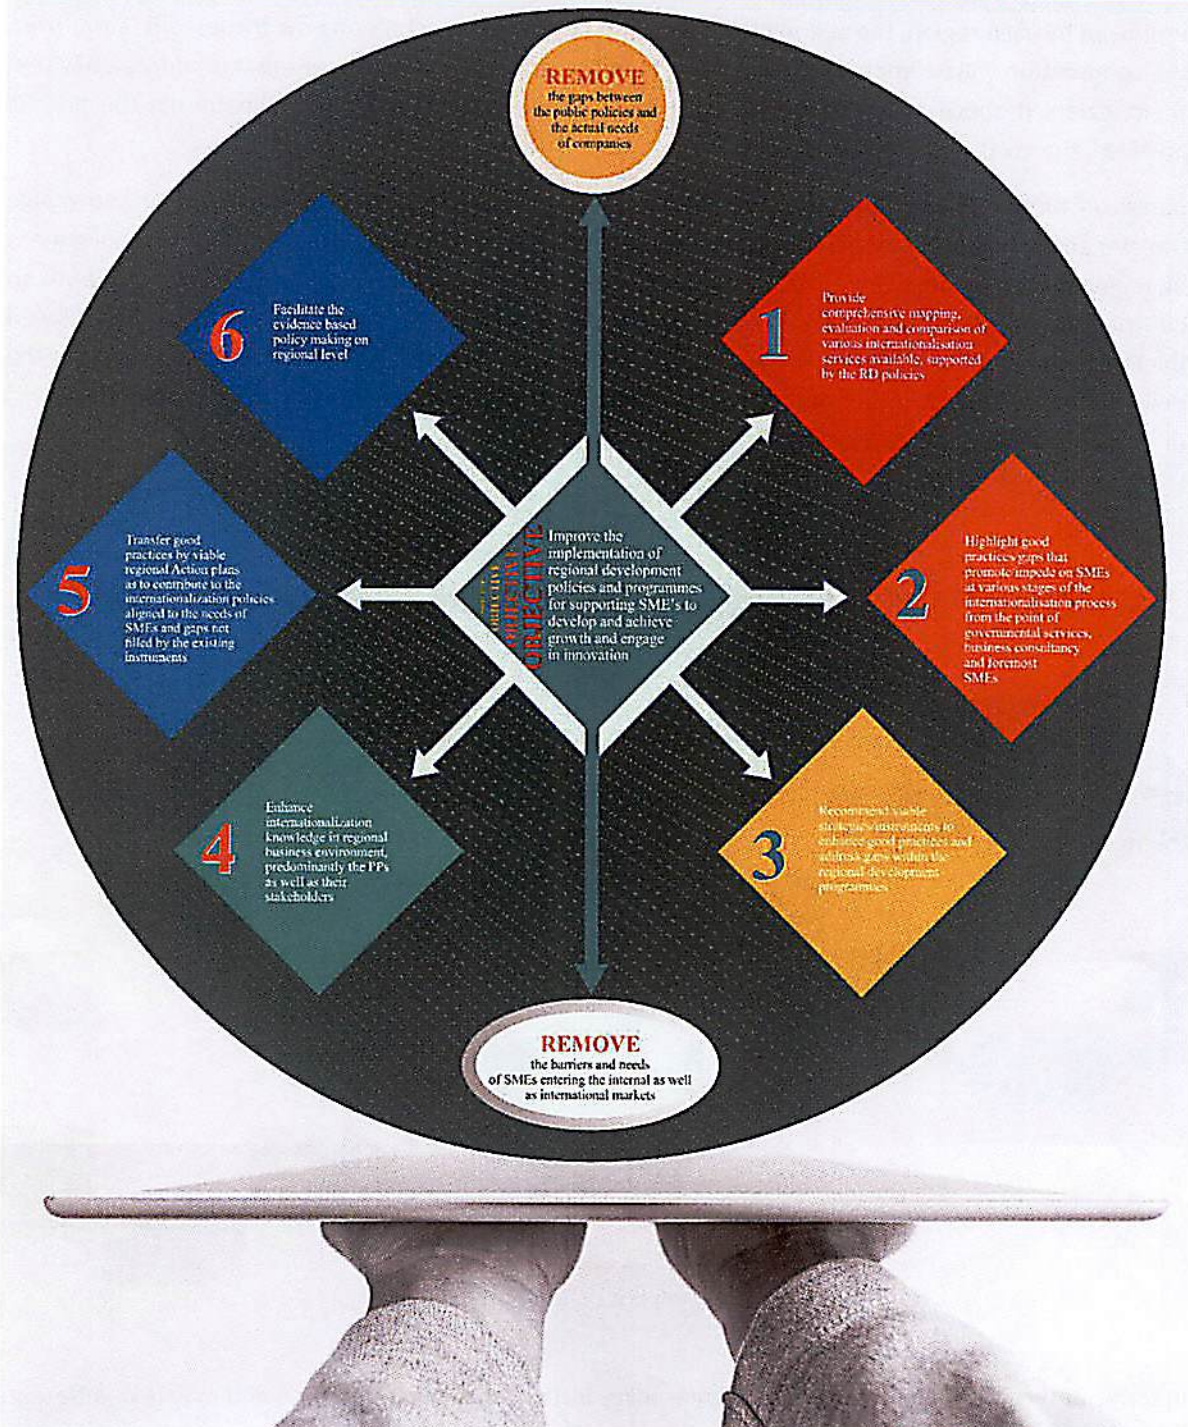 REMOVE
the gaps between
the public policies and
the actual needs
of companies
1
Provide
comprehensive mapping,
evaluation and comparison of
various internationalisation
services available, supported
by the RD policies
2
Highlight good
practices/gaps that
promote/impede on SMEs
at various stages of the
internationalisation process
from the point of
governmental services,
business consultancy
and foremost
SMEs
3
Recommend viable
strategies/instruments to
enhance good practices and
address gaps within the
regional development
programmes
4
Enhance
internationalization
knowledge in regional
business environment,
predominantly the PPs
as well as their
stakeholders
5
Transfer good
practices by viable
regional Action plans
as to contribute to the
internationalization policies
aligned to the needs of
SMEs and gaps not
filled by the existing
instruments
6
Facilitate the
evidence based
policy making on
regional level
OBJECTIVE
OBJECTIVE
OBJECTIVE
Improve the
implementation of
regional development
policies and programmes
for supporting SME's to
develop and achieve
growth and engage
in innovation
REMOVE
the barriers and needs
of SMEs entering the internal as well
as international markets